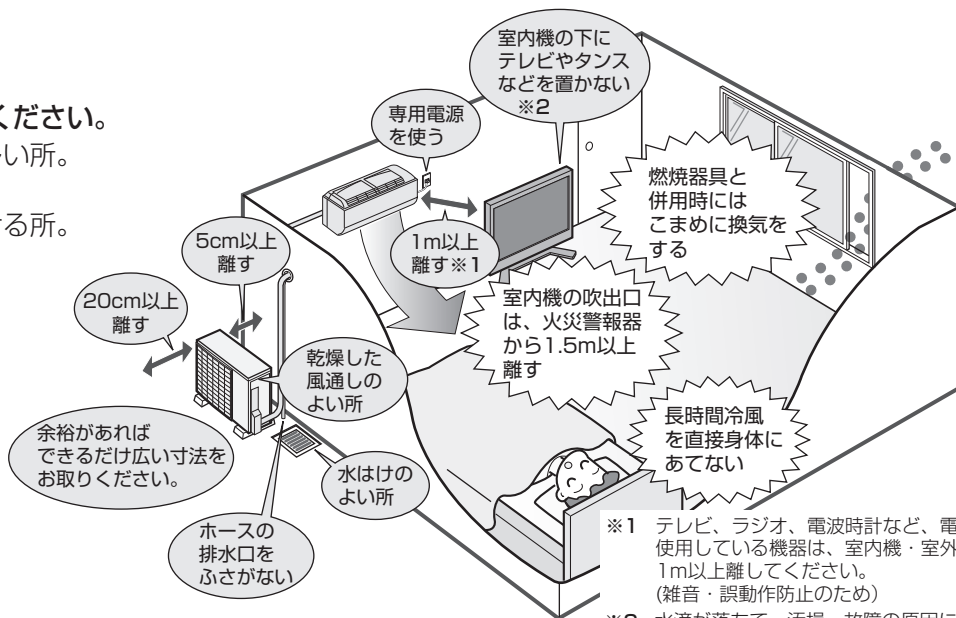 ください。
い所。
る所。
室内機の下に
テレビやタンス
などを置かない
※2
専用電源
を使う
燃焼器具と
併用時には
こまめに換気を
する
5cm以上
離す
1m以上
離す※1
20cm以上
離す
室内機の吹出口
は、火災警報器
から1.5m以上
離す
乾燥した
風通しの
よい所
長時間冷風
を直接身体に
あてない
余裕があれば
できるだけ広い寸法を
お取りください。
水はけの
よい所
ホースの
排水口を
ふさがない
※1 テレビ、ラジオ、電波時計など、電
使用している機器は、室内機・室外
1m以上離してください。
(雑音・誤動作防止のため)